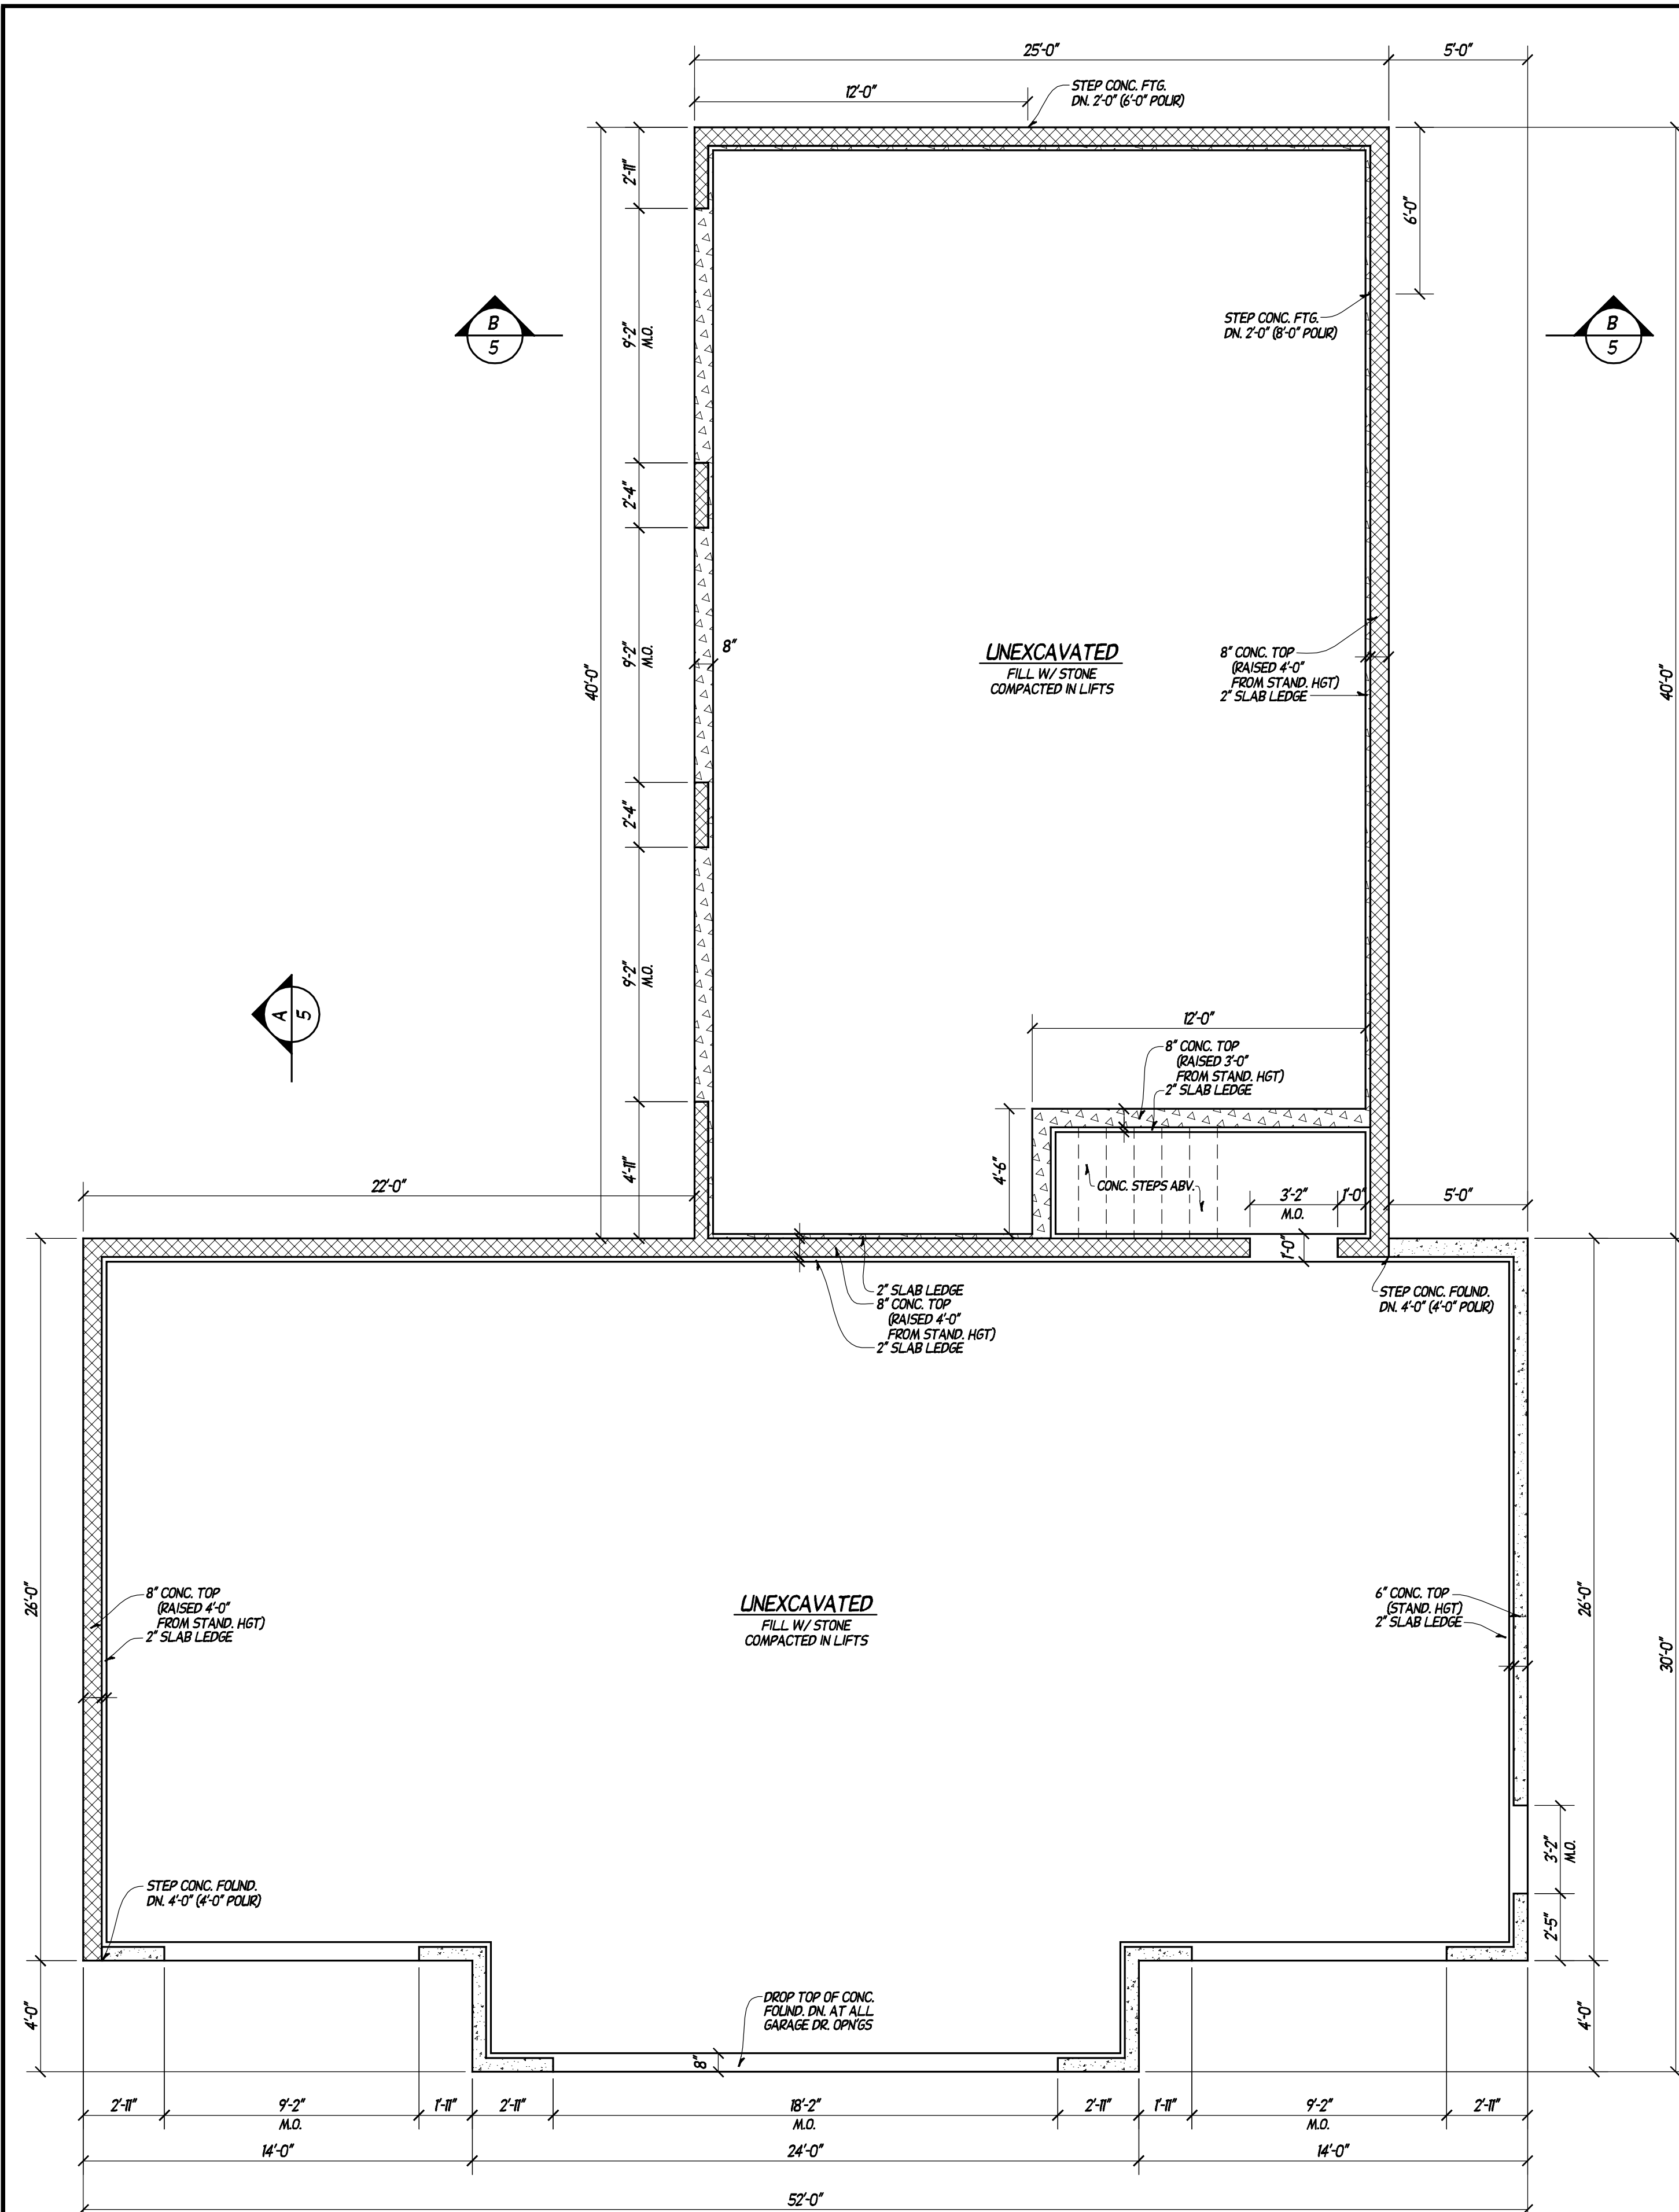 25'-0" 5'-0"
12'-0"
STEP CONC. FTG.
DN. 2'-0" (6'-0" POUR)
2'-11"
6'-0"
B
5
9'-2"
M.O.
STEP CONC. FTG.
DN. 2'-0" (8'-0" POUR)
B
5
2'-4"
40'-0"
9'-2"
M.O.
8"
UNEXCAVATED
FILL W/ STONE
COMPACTED IN LIFTS
8" CONC. TOP
(RAISED 4'-0"
FROM STAND. HGT)
2" SLAB LEDGE
40'-0"
2'-4"
9'-2"
M.O.
A
5
12'-0"
8" CONC. TOP
(RAISED 3'-0"
FROM STAND. HGT)
2" SLAB LEDGE
4'-11"
4'-6"
22'-0"
CONC. STEPS ABV.
3'-2"
M.O.
1'-0"
5'-0"
1'-0"
2" SLAB LEDGE
8" CONC. TOP
(RAISED 4'-0"
FROM STAND. HGT)
2" SLAB LEDGE
STEP CONC. FOUND.
DN. 4'-0" (4'-0" POUR)
26'-0"
8" CONC. TOP
(RAISED 4'-0"
FROM STAND. HGT)
2" SLAB LEDGE
UNEXCAVATED
FILL W/ STONE
COMPACTED IN LIFTS
6" CONC. TOP
(STAND. HGT)
2" SLAB LEDGE
26'-0"
30'-0"
3'-2"
M.O.
STEP CONC. FOUND.
DN. 4'-0" (4'-0" POUR)
2'-5"
4'-0"
DROP TOP OF CONC.
FOUND. DN. AT ALL
GARAGE DR. OPN'GS
8"
4'-0"
2'-11" 9'-2" 1'-11" 2'-11" 18'-2" 2'-11" 1'-11" 9'-2" 2'-11"
M.O. M.O. M.O.
14'-0" 24'-0" 14'-0"
52'-0"